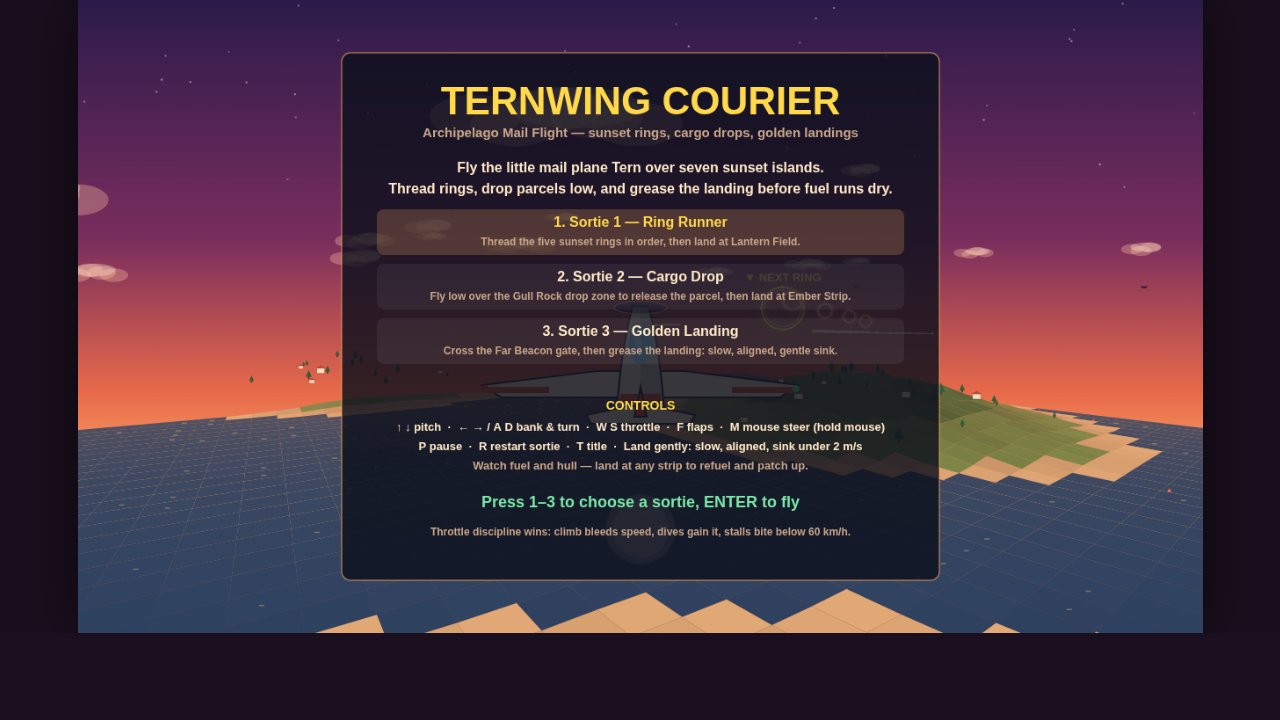 TERNWING COURIER
Archipelago Mail Flight — sunset rings, cargo drops, golden landings
Fly the little mail plane Tern over seven sunset islands.
Thread rings, drop parcels low, and grease the landing before fuel runs dry.
1. Sortie 1 — Ring Runner
Thread the five sunset rings in order, then land at Lantern Field.
2. Sortie 2 — Cargo Drop
▼ NEXT RING
Fly low over the Gull Rock drop zone to release the parcel, then land at Ember Strip.
3. Sortie 3 — Golden Landing
Cross the Far Beacon gate, then grease the landing: slow, aligned, gentle sink.
CONTROLS
↑ ↓ pitch · ← → / A D bank & turn · W S throttle · F flaps · M mouse steer (hold mouse)
P pause · R restart sortie · T title · Land gently: slow, aligned, sink under 2 m/s
Watch fuel and hull — land at any strip to refuel and patch up.
Press 1–3 to choose a sortie, ENTER to fly
Throttle discipline wins: climb bleeds speed, dives gain it, stalls bite below 60 km/h.